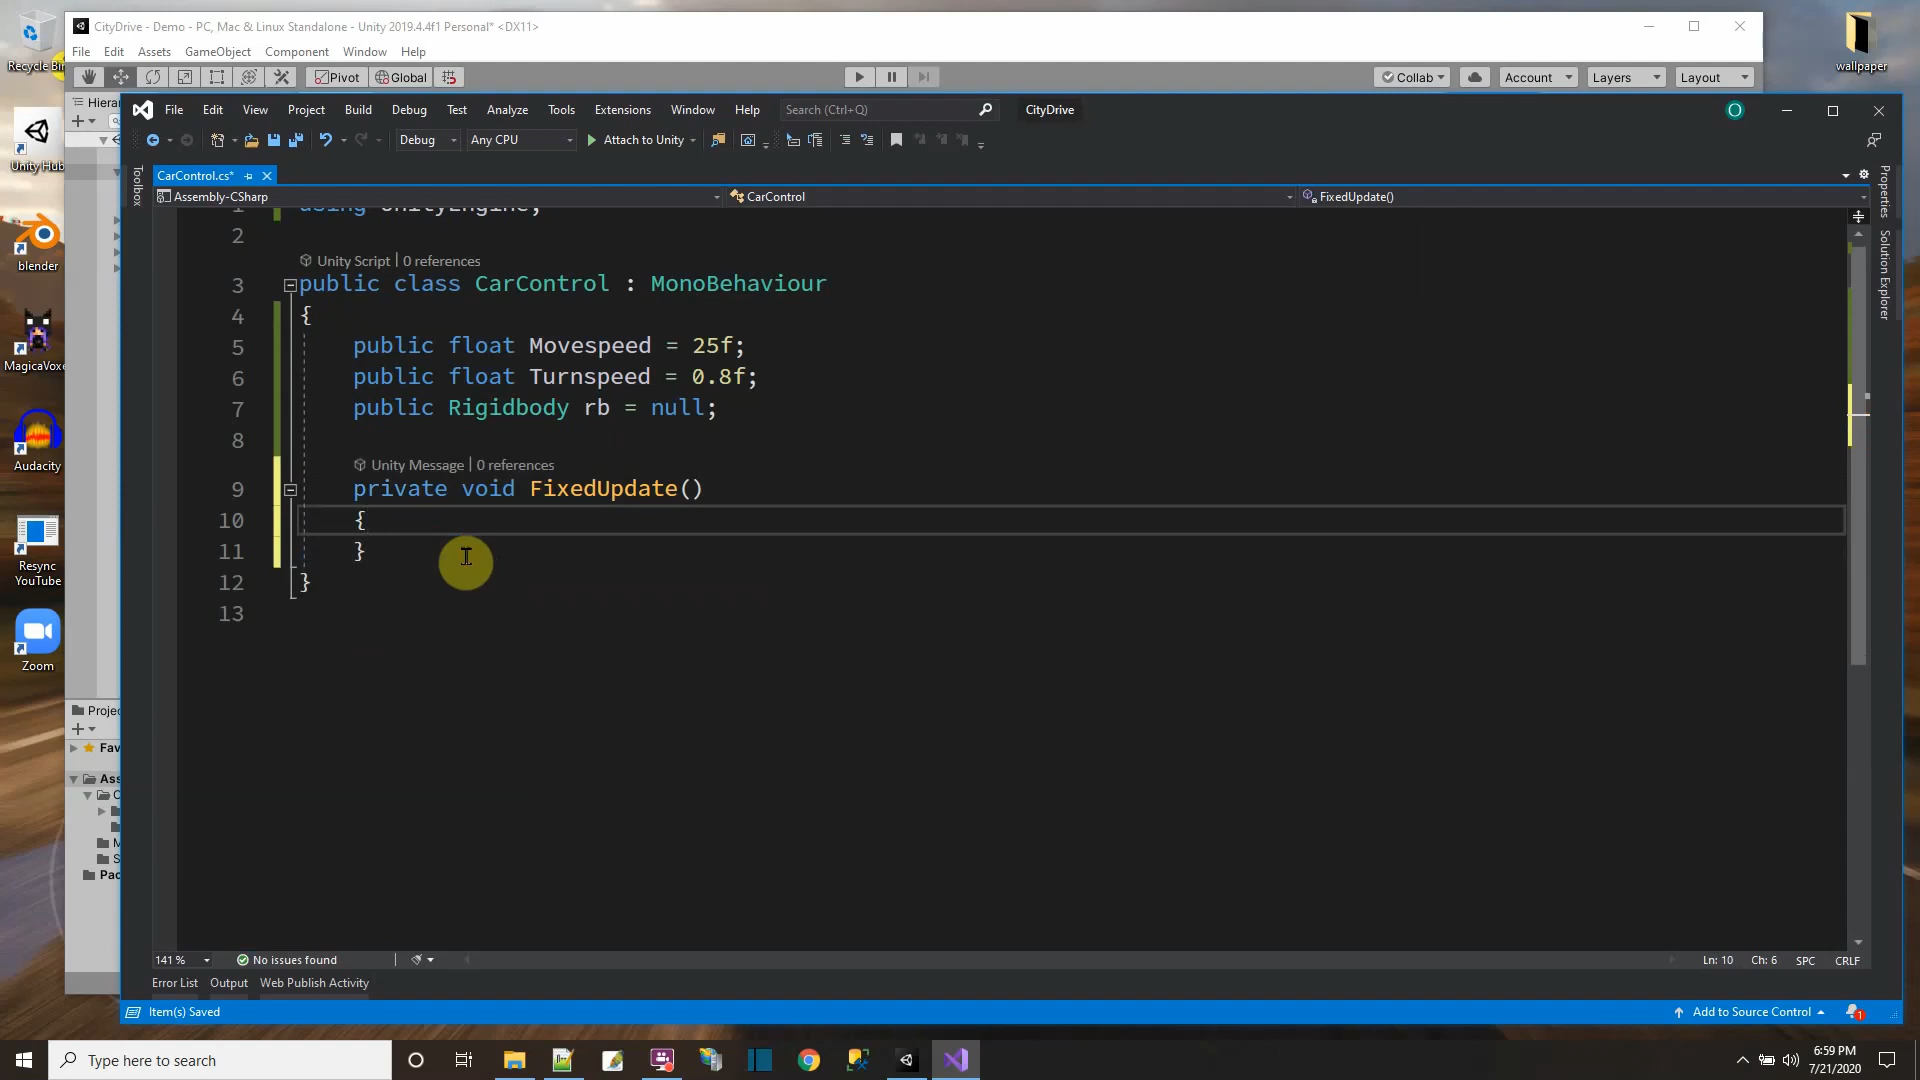 CityDrive - Demo - PC, Mac & Linux Standalone - Unity 2019.4.4f1 Personal* <DX11>
Recycle Bin
wallpaper
File Edit Assets GameObject Component Window Help
Pivot Global Collab Account Layers Layout
Hierar
File Edit View Project Build Debug Test Analyze Tools Extensions Window Help Search (Ctrl+Q) CityDrive
O
Debug Any CPU Attach to Unity
Unity Hub
CarControl.cs*
Toolbox
Properties
Solution Explorer
Assembly-CSharp CarControl FixedUpdate()
1 using UnityEngine;
2
Unity Script | 0 references
3 public class CarControl : MonoBehaviour
4 {
5 public float Movespeed = 25f;
6 public float Turnspeed = 0.8f;
7 public Rigidbody rb = null;
8
Unity Message | 0 references
9 private void FixedUpdate()
10 {
11 }
12 }
13
blender
MagicaVoxe
Audacity
Resync
YouTube
Zoom
Projec
Fav
Ass
C
M
S
Pac
141 % No issues found Ln: 10 Ch: 6 SPC CRLF
Error List Output Web Publish Activity
Item(s) Saved Add to Source Control 1
Type here to search
6:59 PM
7/21/2020